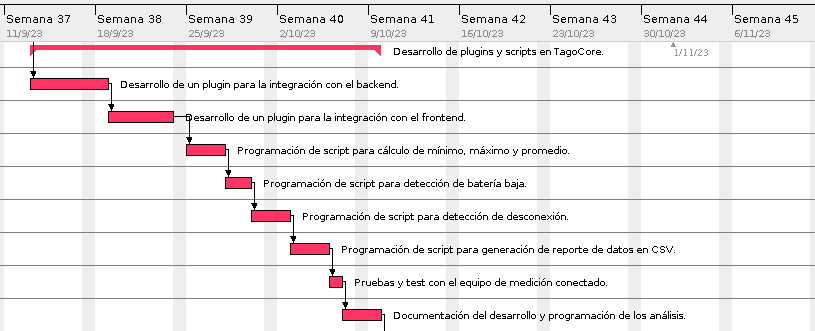 Semana 37 Semana 38 Semana 39 Semana 40 Semana 41 Semana 42 Semana 43 Semana 44 Semana 45
11/9/23 18/9/23 25/9/23 2/10/23 9/10/23 16/10/23 23/10/23 30/10/23 6/11/23
Desarrollo de plugins y scripts en TagoCore.
1/11/23
Desarrollo de un plugin para la integración con el backend.
Desarrollo de un plugin para la integración con el frontend.
Programación de script para cálculo de mínimo, máximo y promedio.
Programación de script para detección de batería baja.
Programación de script para detección de desconexión.
Programación de script para generación de reporte de datos en CSV.
Pruebas y test con el equipo de medición conectado.
Documentación del desarrollo y programación de los análisis.